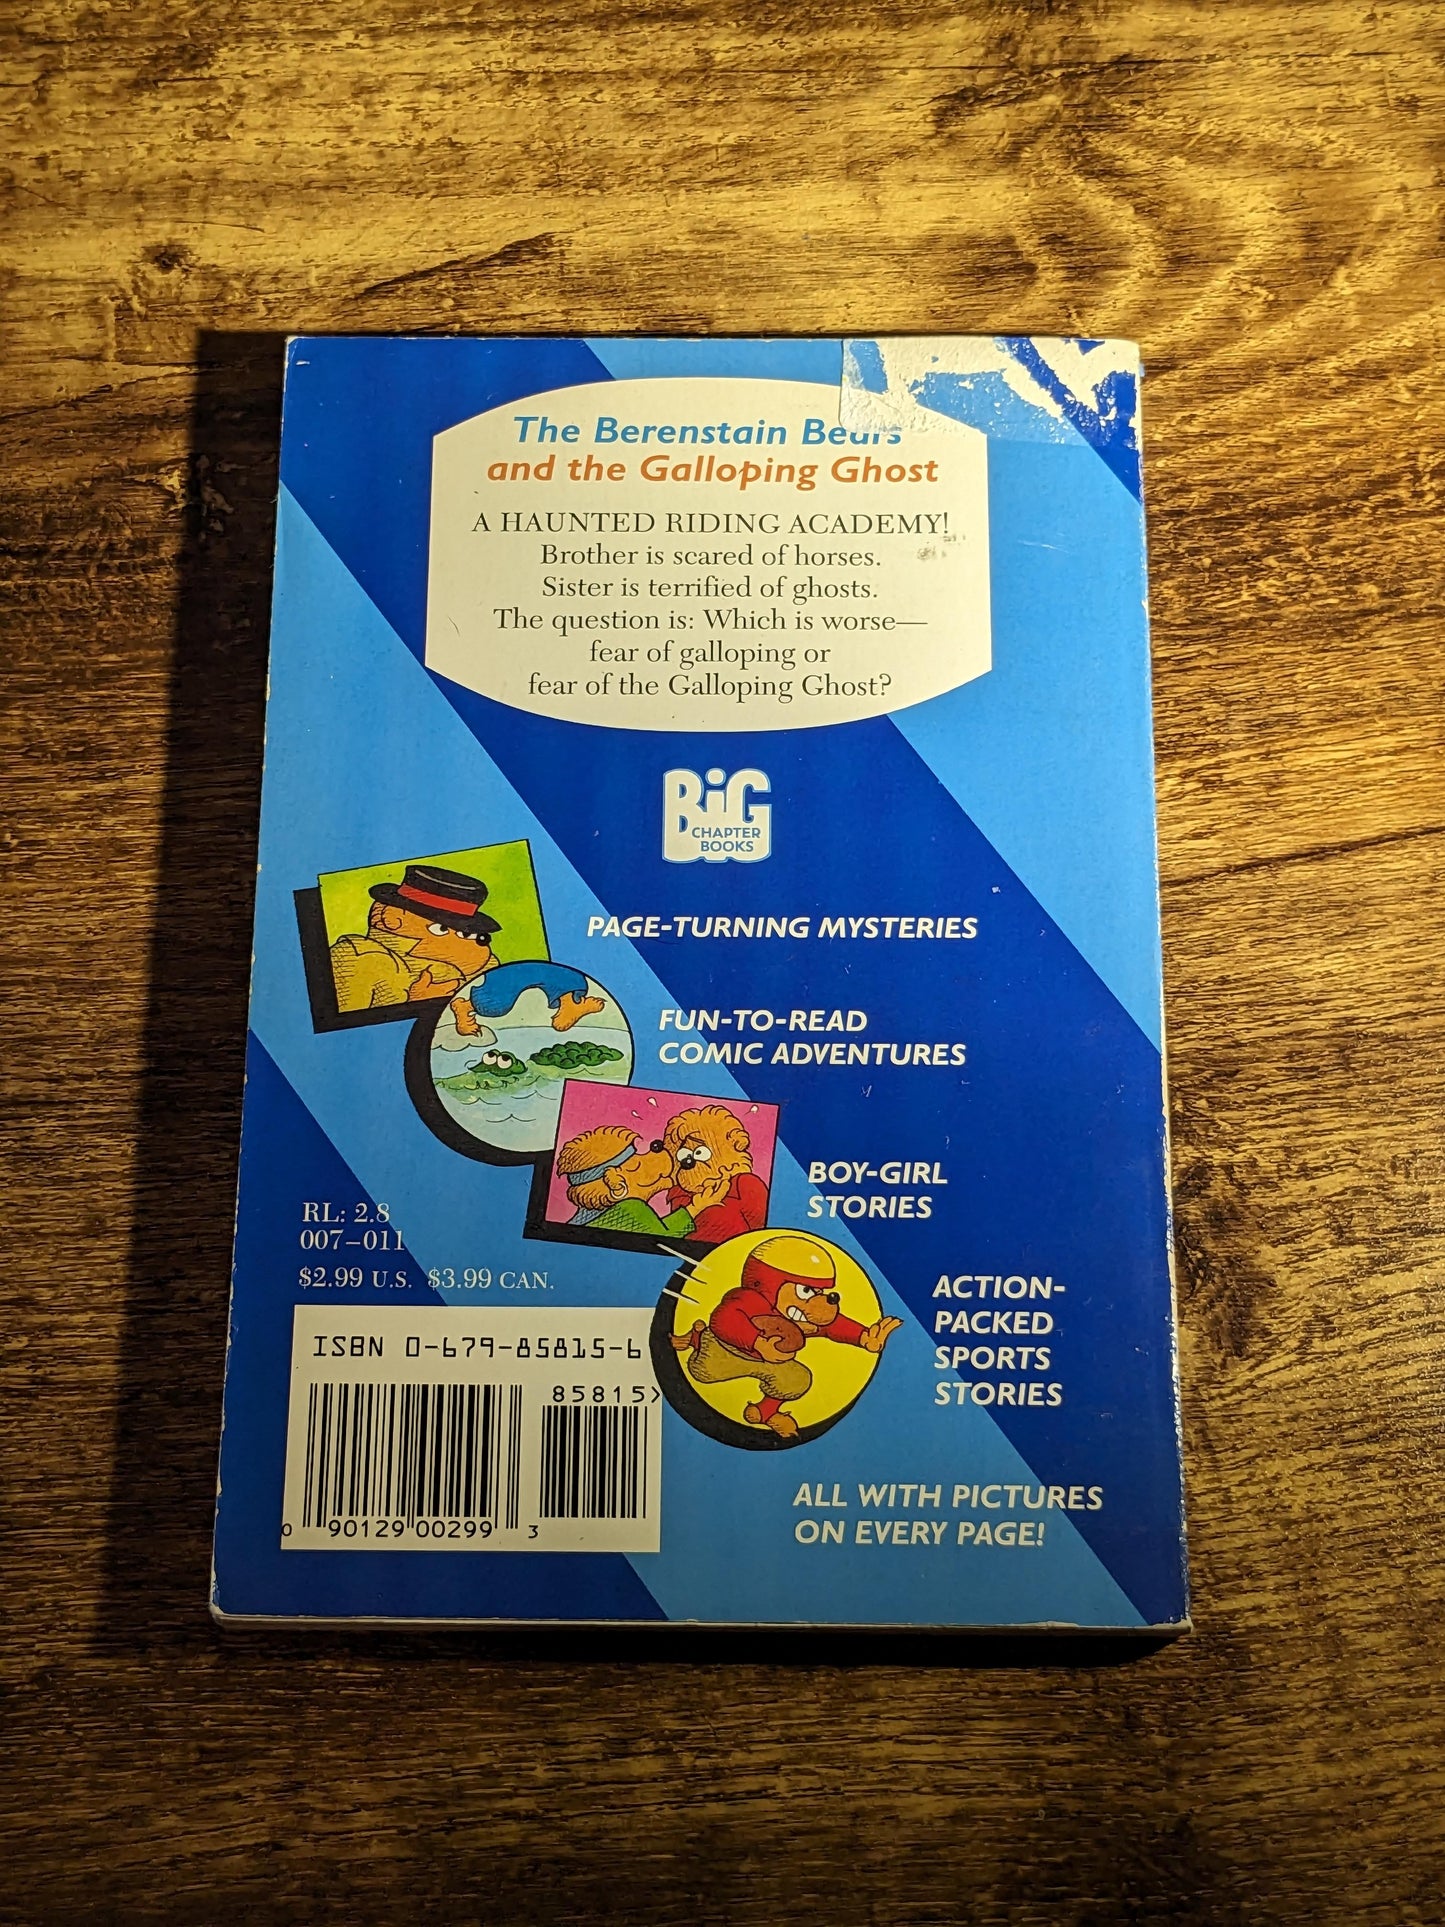 The Berenstain Bears
and the Galloping Ghost
A HAUNTED RIDING ACADEMY!
Brother is scared of horses.
Sister is terrified of ghosts.
The question is: Which is worse—
fear of galloping or
fear of the Galloping Ghost?
BiG
CHAPTER
BOOKS
PAGE-TURNING MYSTERIES
FUN-TO-READ
COMIC ADVENTURES
BOY-GIRL
STORIES
ACTION-
PACKED
SPORTS
STORIES
ALL WITH PICTURES
ON EVERY PAGE!
RL: 2.8
007–011
$2.99 U.S. $3.99 CAN.
ISBN 0-679-85815-6
85815>
0 90129 00299 3